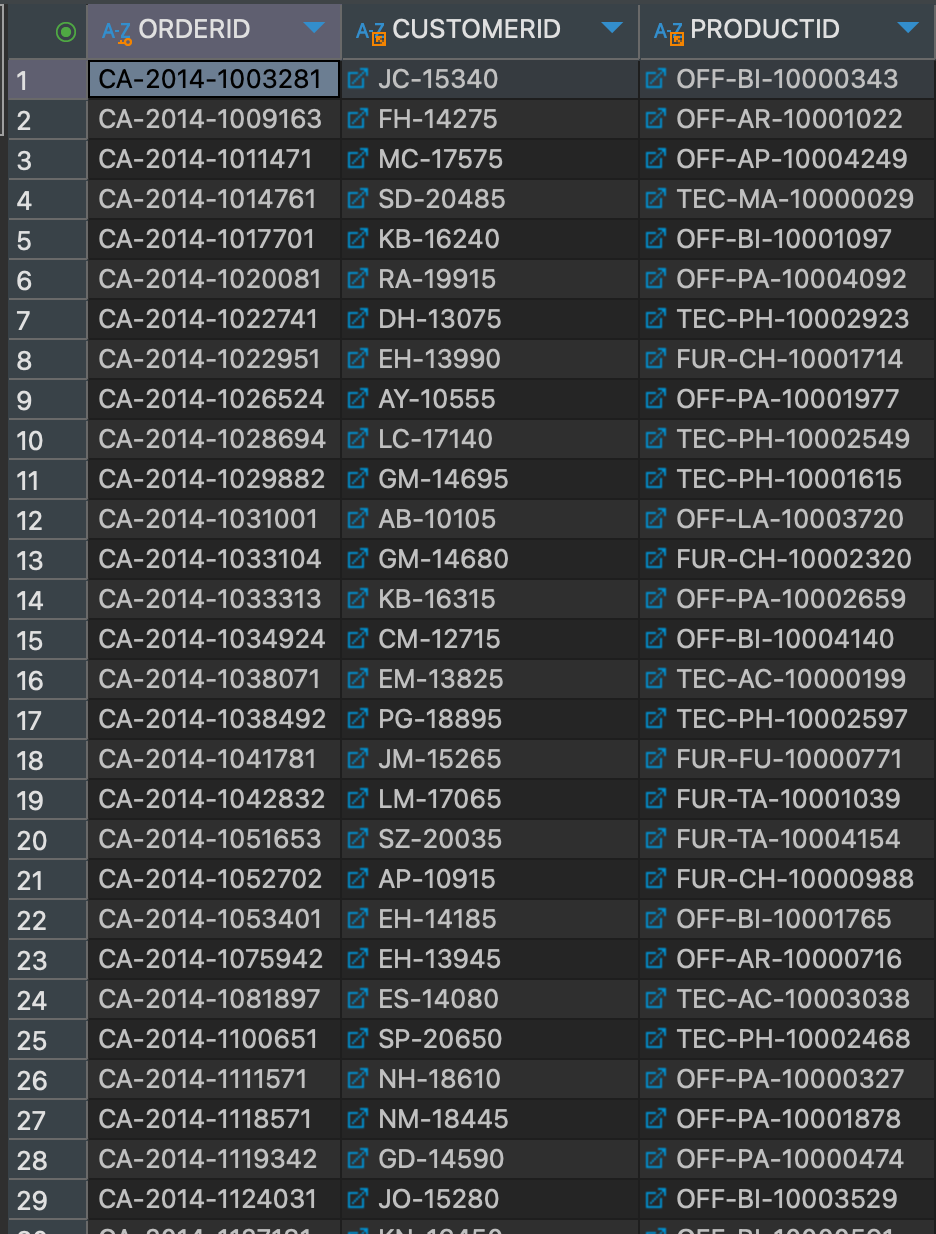 ORDERID CUSTOMERID PRODUCTID
1 CA-2014-1003281 JC-15340 OFF-BI-10000343
2 CA-2014-1009163 FH-14275 OFF-AR-10001022
3 CA-2014-1011471 MC-17575 OFF-AP-10004249
4 CA-2014-1014761 SD-20485 TEC-MA-10000029
5 CA-2014-1017701 KB-16240 OFF-BI-10001097
6 CA-2014-1020081 RA-19915 OFF-PA-10004092
7 CA-2014-1022741 DH-13075 TEC-PH-10002923
8 CA-2014-1022951 EH-13990 FUR-CH-10001714
9 CA-2014-1026524 AY-10555 OFF-PA-10001977
10 CA-2014-1028694 LC-17140 TEC-PH-10002549
11 CA-2014-1029882 GM-14695 TEC-PH-10001615
12 CA-2014-1031001 AB-10105 OFF-LA-10003720
13 CA-2014-1033104 GM-14680 FUR-CH-10002320
14 CA-2014-1033313 KB-16315 OFF-PA-10002659
15 CA-2014-1034924 CM-12715 OFF-BI-10004140
16 CA-2014-1038071 EM-13825 TEC-AC-10000199
17 CA-2014-1038492 PG-18895 TEC-PH-10002597
18 CA-2014-1041781 JM-15265 FUR-FU-10000771
19 CA-2014-1042832 LM-17065 FUR-TA-10001039
20 CA-2014-1051653 SZ-20035 FUR-TA-10004154
21 CA-2014-1052702 AP-10915 FUR-CH-10000988
22 CA-2014-1053401 EH-14185 OFF-BI-10001765
23 CA-2014-1075942 EH-13945 OFF-AR-10000716
24 CA-2014-1081897 ES-14080 TEC-AC-10003038
25 CA-2014-1100651 SP-20650 TEC-PH-10002468
26 CA-2014-1111571 NH-18610 OFF-PA-10000327
27 CA-2014-1118571 NM-18445 OFF-PA-10001878
28 CA-2014-1119342 GD-14590 OFF-PA-10000474
29 CA-2014-1124031 JO-15280 OFF-BI-10003529